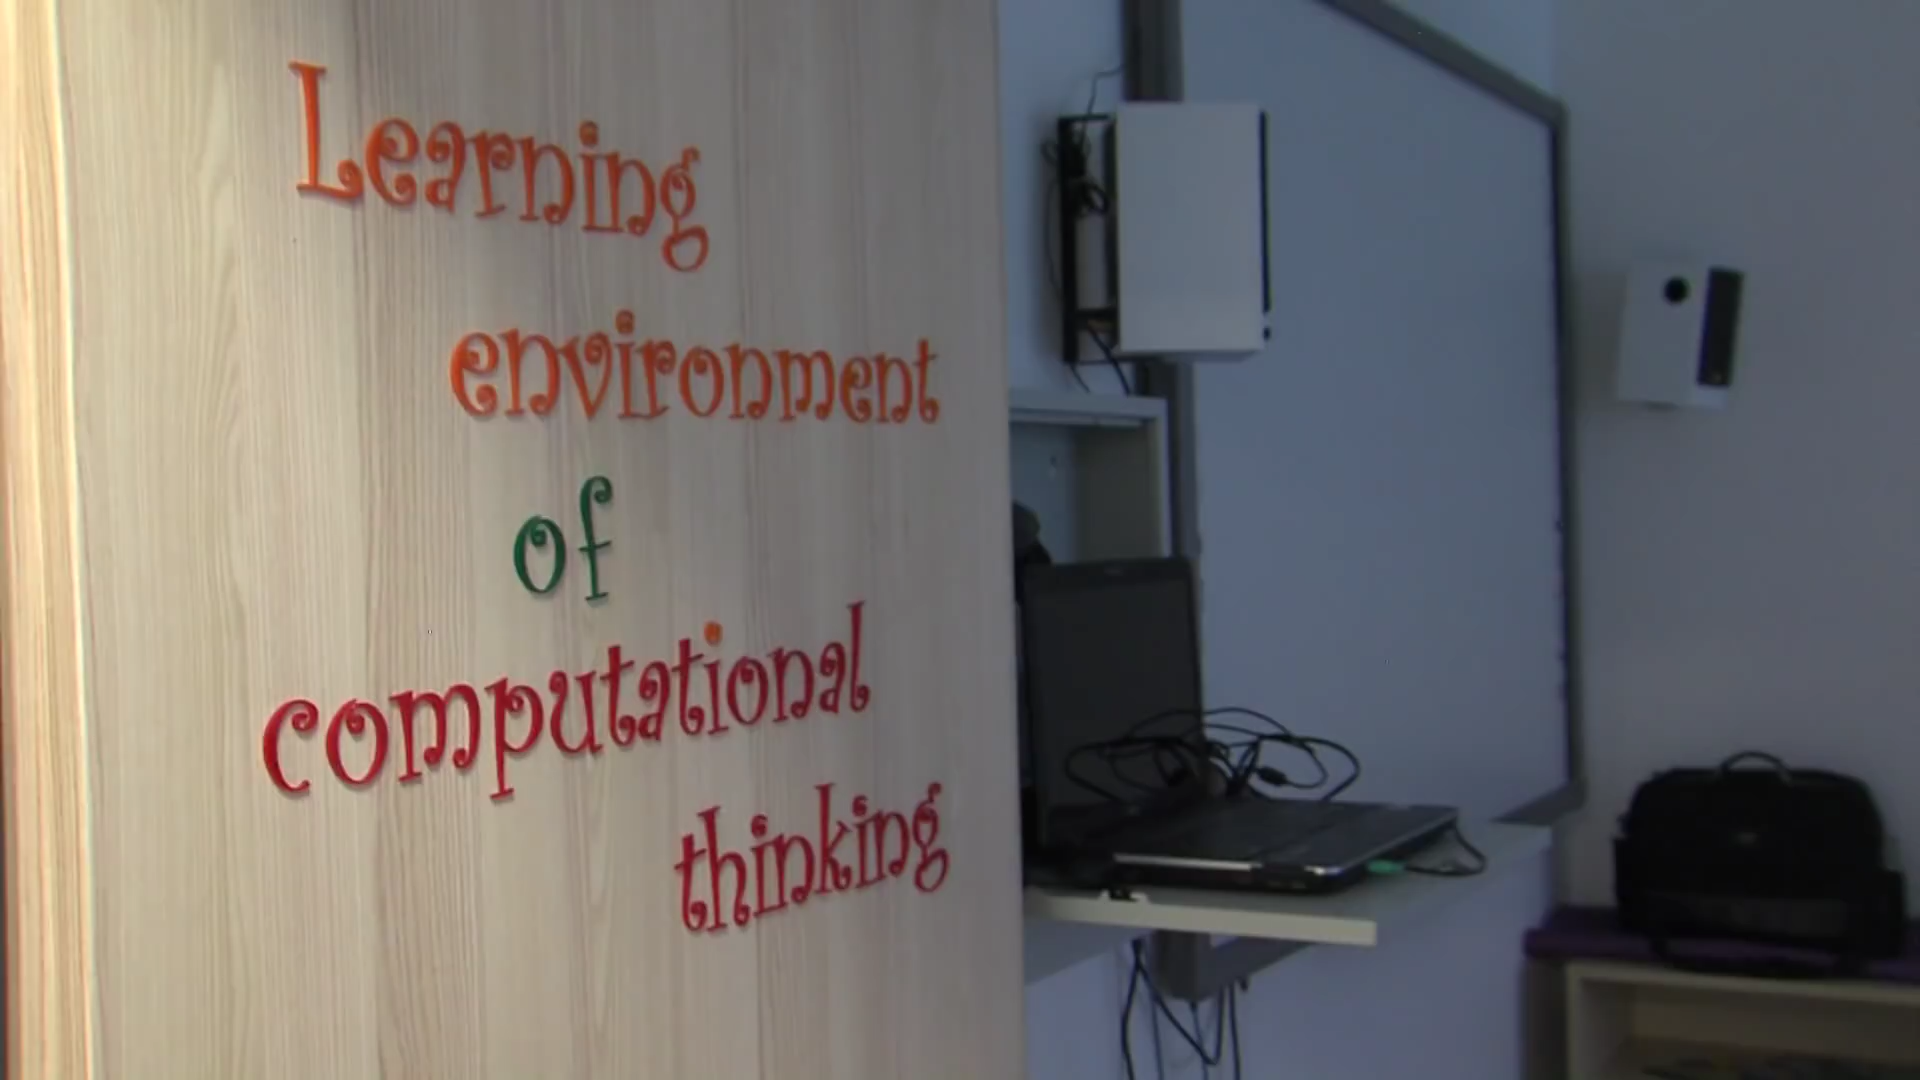 Learning
environment
of
computational
thinking